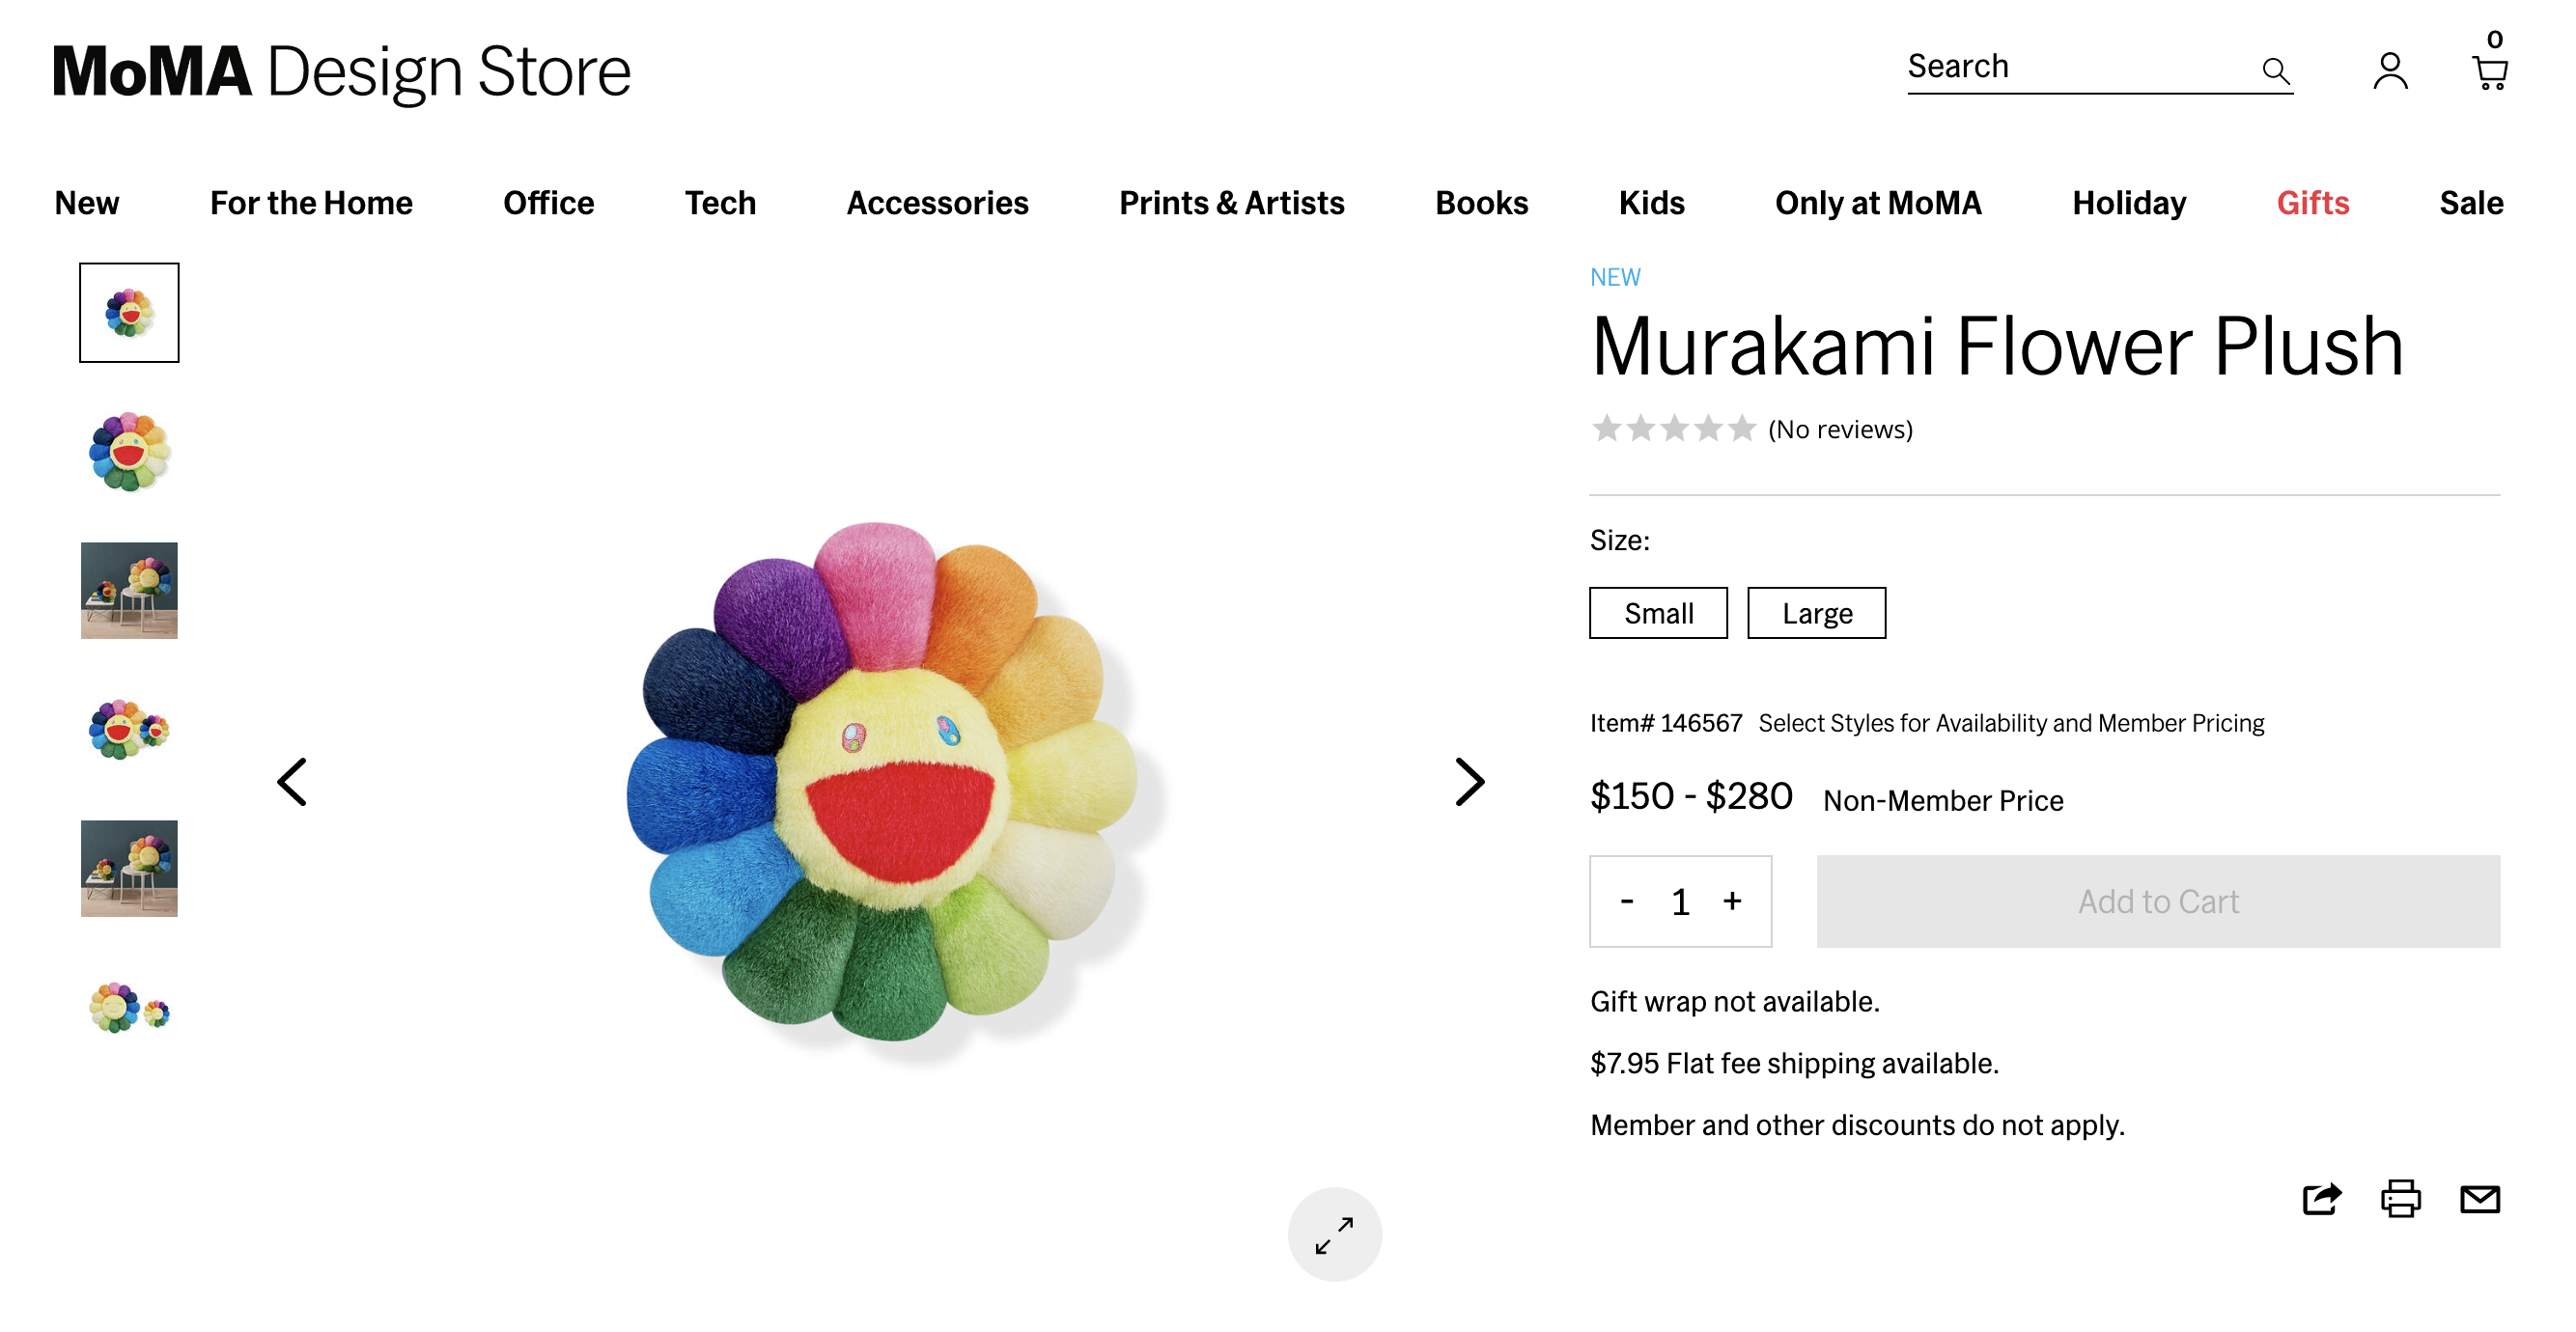 MoMA Design Store
Search
0
New For the Home Office Tech Accessories Prints & Artists Books Kids Only at MoMA Holiday Gifts Sale
NEW
Murakami Flower Plush
(No reviews)
Size:
Small Large
Item# 146567 Select Styles for Availability and Member Pricing
$150 - $280 Non-Member Price
- 1 + Add to Cart
Gift wrap not available.
$7.95 Flat fee shipping available.
Member and other discounts do not apply.